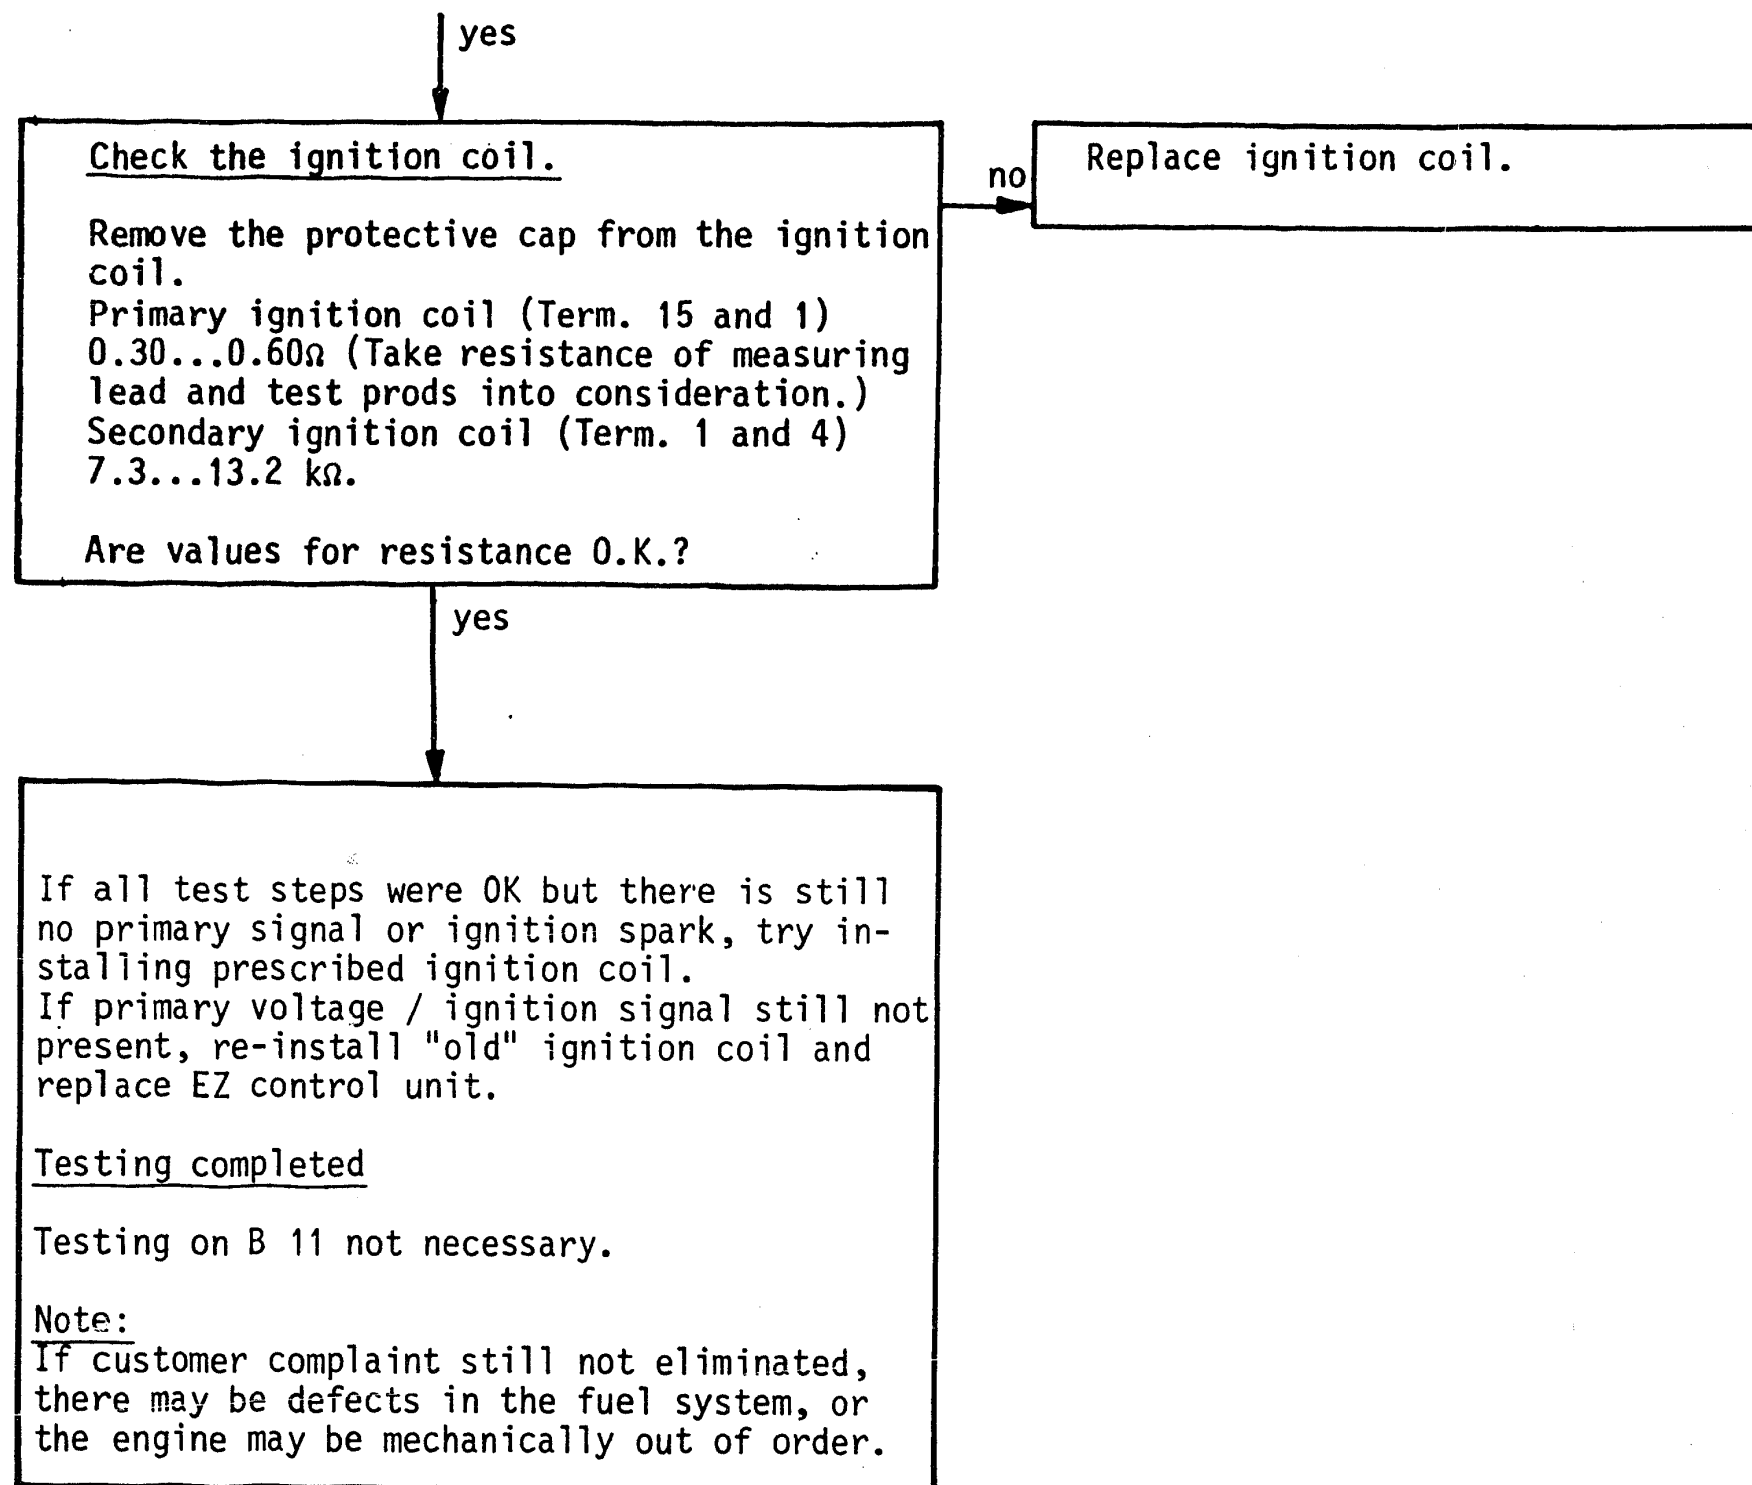 yes
Check the ignition coil.
Remove the protective cap from the ignition
coil.
Primary ignition coil (Term. 15 and 1)
0.30...0.60Ω (Take resistance of measuring
lead and test prods into consideration.)
Secondary ignition coil (Term. 1 and 4)
7.3...13.2 kΩ.
Are values for resistance O.K.?
no
Replace ignition coil.
yes
If all test steps were OK but there is still
no primary signal or ignition spark, try in-
stalling prescribed ignition coil.
If primary voltage / ignition signal still not
present, re-install "old" ignition coil and
replace EZ control unit.
Testing completed
Testing on B 11 not necessary.
Note:
If customer complaint still not eliminated,
there may be defects in the fuel system, or
the engine may be mechanically out of order.